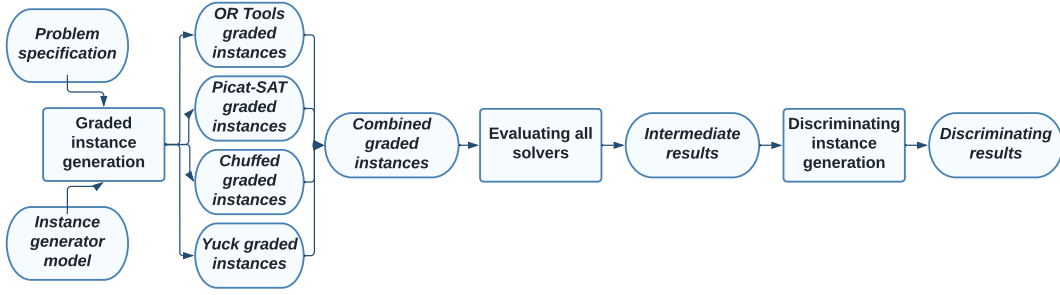 Problem
specification
Graded
instance
generation
Instance
generator
model
OR Tools
graded
instances
Picat-SAT
graded
instances
Chuffed
graded
instances
Yuck graded
instances
Combined
graded
instances
Evaluating all
solvers
Intermediate
results
Discriminating
instance
generation
Discriminating
results